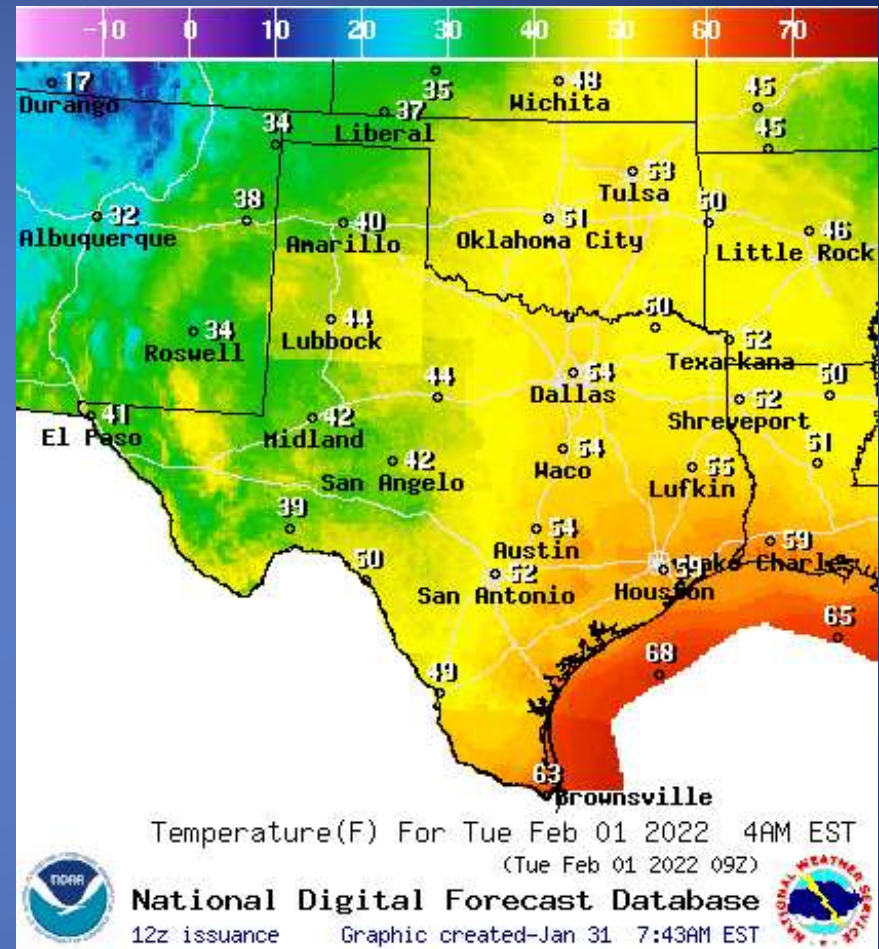 -10 0 10 20 30 40 50 60 70
17
Durango
35
37
Liberal
48
Wichita
45
45
34
53
Tulsa
32
Albuquerque
38
40
Amarillo
51
Oklahoma City
50
46
Little Rock
34
Roswell
44
Lubbock
50
52
Texarkana
44
54
Dallas
52
Shreveport
50
41
El Paso
42
Midland
42
San Angelo
54
Waco
55
Lufkin
51
39
54
Austin
59
Lake Charles
50
52
San Antonio
59
Houston
65
68
49
63
Brownsville
Temperature(F) For Tue Feb 01 2022 4AM EST
(Tue Feb 01 2022 09Z)
NOAA
National Digital Forecast Database
12z issuance Graphic created-Jan 31 7:43AM EST
NATIONAL WEATHER SERVICE